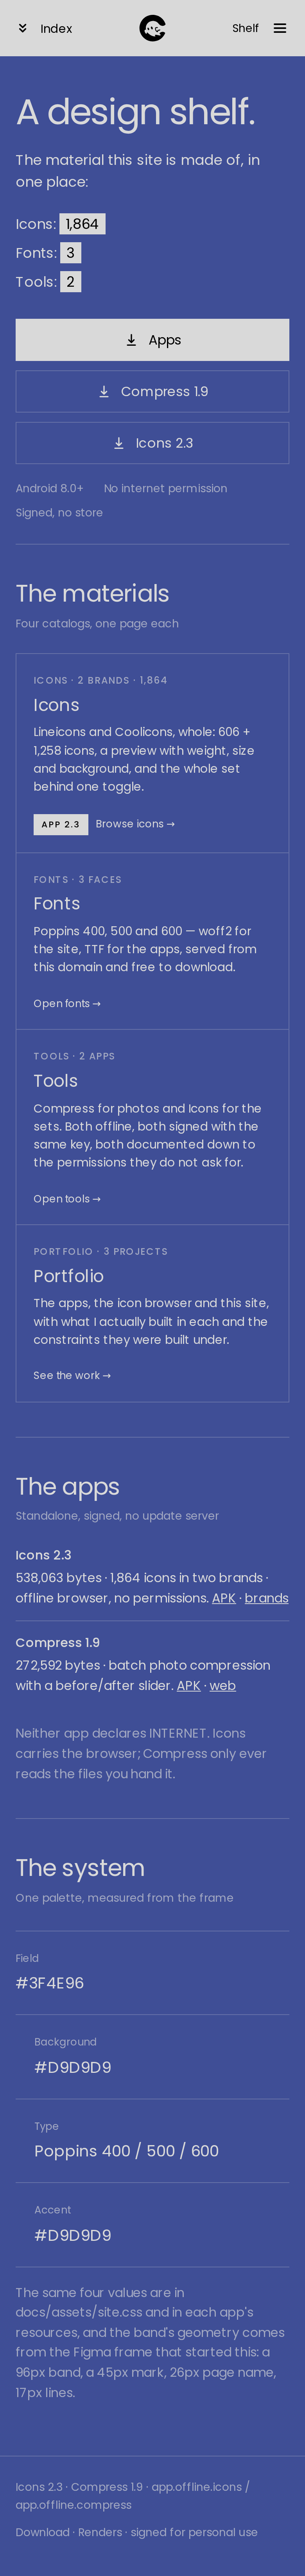 Index
Shelf
A design shelf.
The material this site is made of, in
one place:
Icons: 1,864
Fonts: 3
Tools: 2
Apps
Compress 1.9
Icons 2.3
Android 8.0+ No internet permission
Signed, no store
The materials
Four catalogs, one page each
ICONS · 2 BRANDS · 1,864
Icons
Lineicons and Coolicons, whole: 606 +
1,258 icons, a preview with weight, size
and background, and the whole set
behind one toggle.
APP 2.3 Browse icons →
FONTS · 3 FACES
Fonts
Poppins 400, 500 and 600 — woff2 for
the site, TTF for the apps, served from
this domain and free to download.
Open fonts →
TOOLS · 2 APPS
Tools
Compress for photos and Icons for the
sets. Both offline, both signed with the
same key, both documented down to
the permissions they do not ask for.
Open tools →
PORTFOLIO · 3 PROJECTS
Portfolio
The apps, the icon browser and this site,
with what I actually built in each and the
constraints they were built under.
See the work →
The apps
Standalone, signed, no update server
Icons 2.3
538,063 bytes · 1,864 icons in two brands ·
offline browser, no permissions. APK · brands
Compress 1.9
272,592 bytes · batch photo compression
with a before/after slider. APK · web
Neither app declares INTERNET. Icons
carries the browser; Compress only ever
reads the files you hand it.
The system
One palette, measured from the frame
Field
#3F4E96
Background
#D9D9D9
Type
Poppins 400 / 500 / 600
Accent
#D9D9D9
The same four values are in
docs/assets/site.css and in each app's
resources, and the band's geometry comes
from the Figma frame that started this: a
96px band, a 45px mark, 26px page name,
17px lines.
Icons 2.3 · Compress 1.9 · app.offline.icons /
app.offline.compress
Download · Renders · signed for personal use